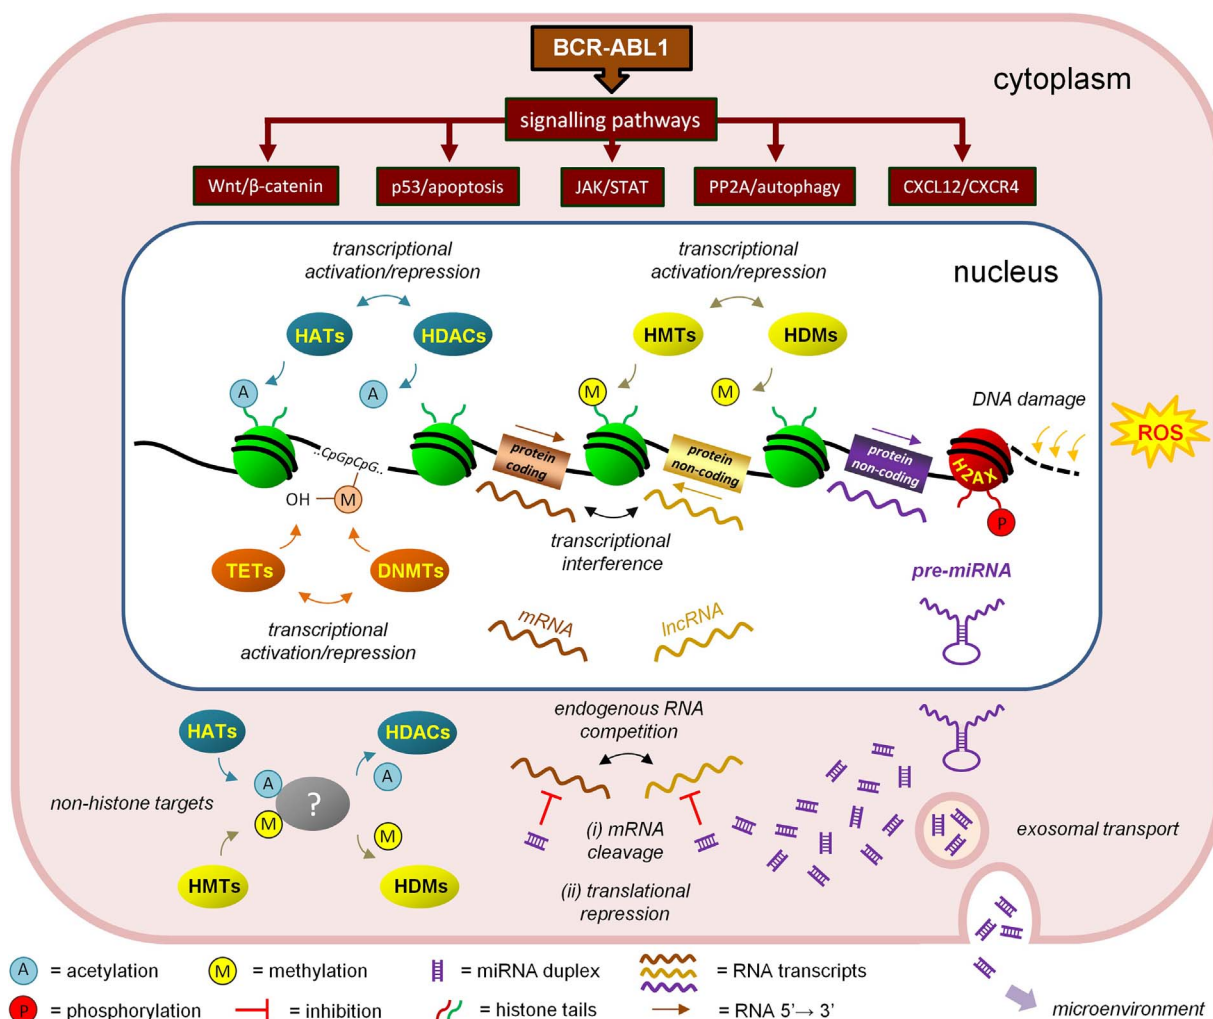 BCR-ABL1
cytoplasm
signalling pathways
Wnt/β-catenin
p53/apoptosis
JAK/STAT
PP2A/autophagy
CXCL12/CXCR4
nucleus
transcriptional
activation/repression
transcriptional
activation/repression
HATs
HDACs
HMTs
HDMs
A
A
M
M
DNA damage
ROS
..CpGpCpG..
protein
coding
protein
non-coding
protein
non-coding
H2AX
P
OH
M
TETs
DNMTs
transcriptional
interference
transcriptional
activation/repression
mRNA
lncRNA
pre-miRNA
HATs
HDACs
A
A
non-histone targets
?
M
M
HMTs
HDMs
endogenous RNA
competition
(i) mRNA
cleavage
(ii) translational
repression
exosomal transport
A = acetylation
M = methylation
= miRNA duplex
= RNA transcripts
P = phosphorylation
= inhibition
= histone tails
= RNA 5'→ 3'
microenvironment